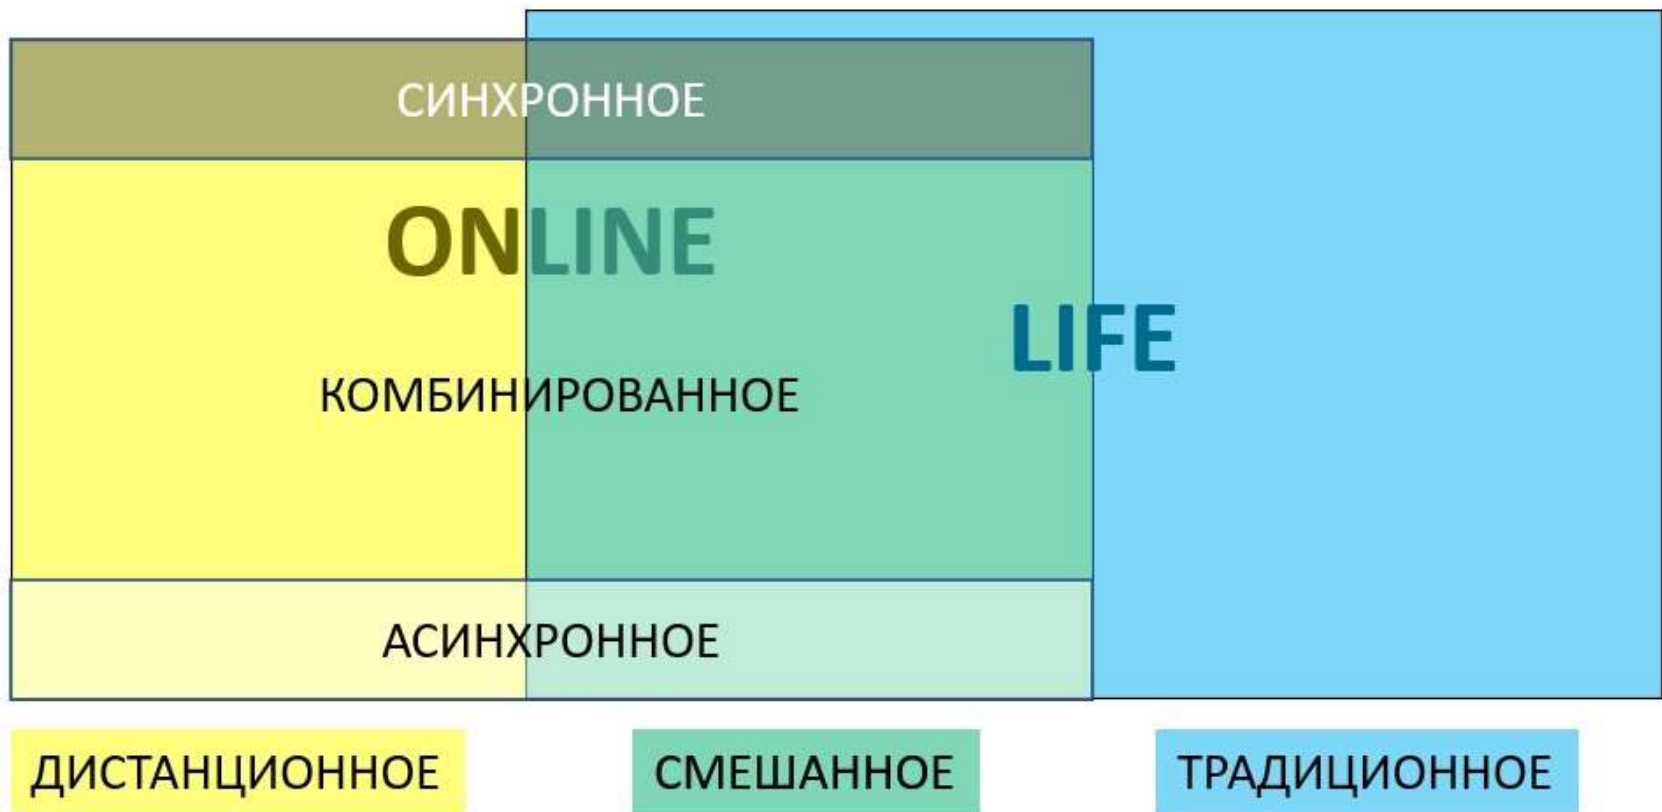 СИНХРОННОЕ
ONLINE
LIFE
КОМБИНИРОВАННОЕ
АСИНХРОННОЕ
ДИСТАНЦИОННОЕ
СМЕШАННОЕ
ТРАДИЦИОННОЕ